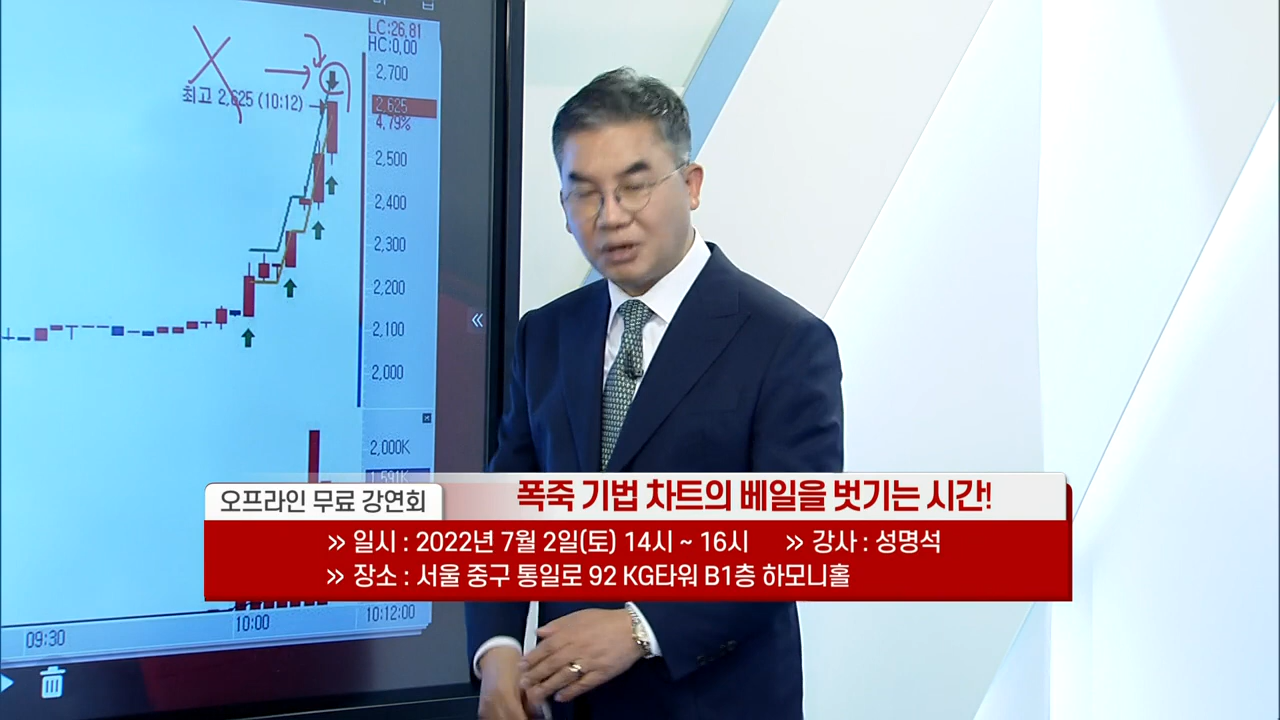 LC:26.81
HC:0.00
2,700
최고 2,625 (10:12)
2,625
4.79%
2,500
2,400
2,300
2,200
2,100
2,000
2,000K
1,591K
오프라인 무료 강연회
폭죽 기법 차트의 베일을 벗기는 시간!
» 일시 : 2022년 7월 2일(토) 14시 ~ 16시 » 강사 : 성명석
» 장소 : 서울 중구 통일로 92 KG타워 B1층 하모니홀
09:30
10:00
10:12:00